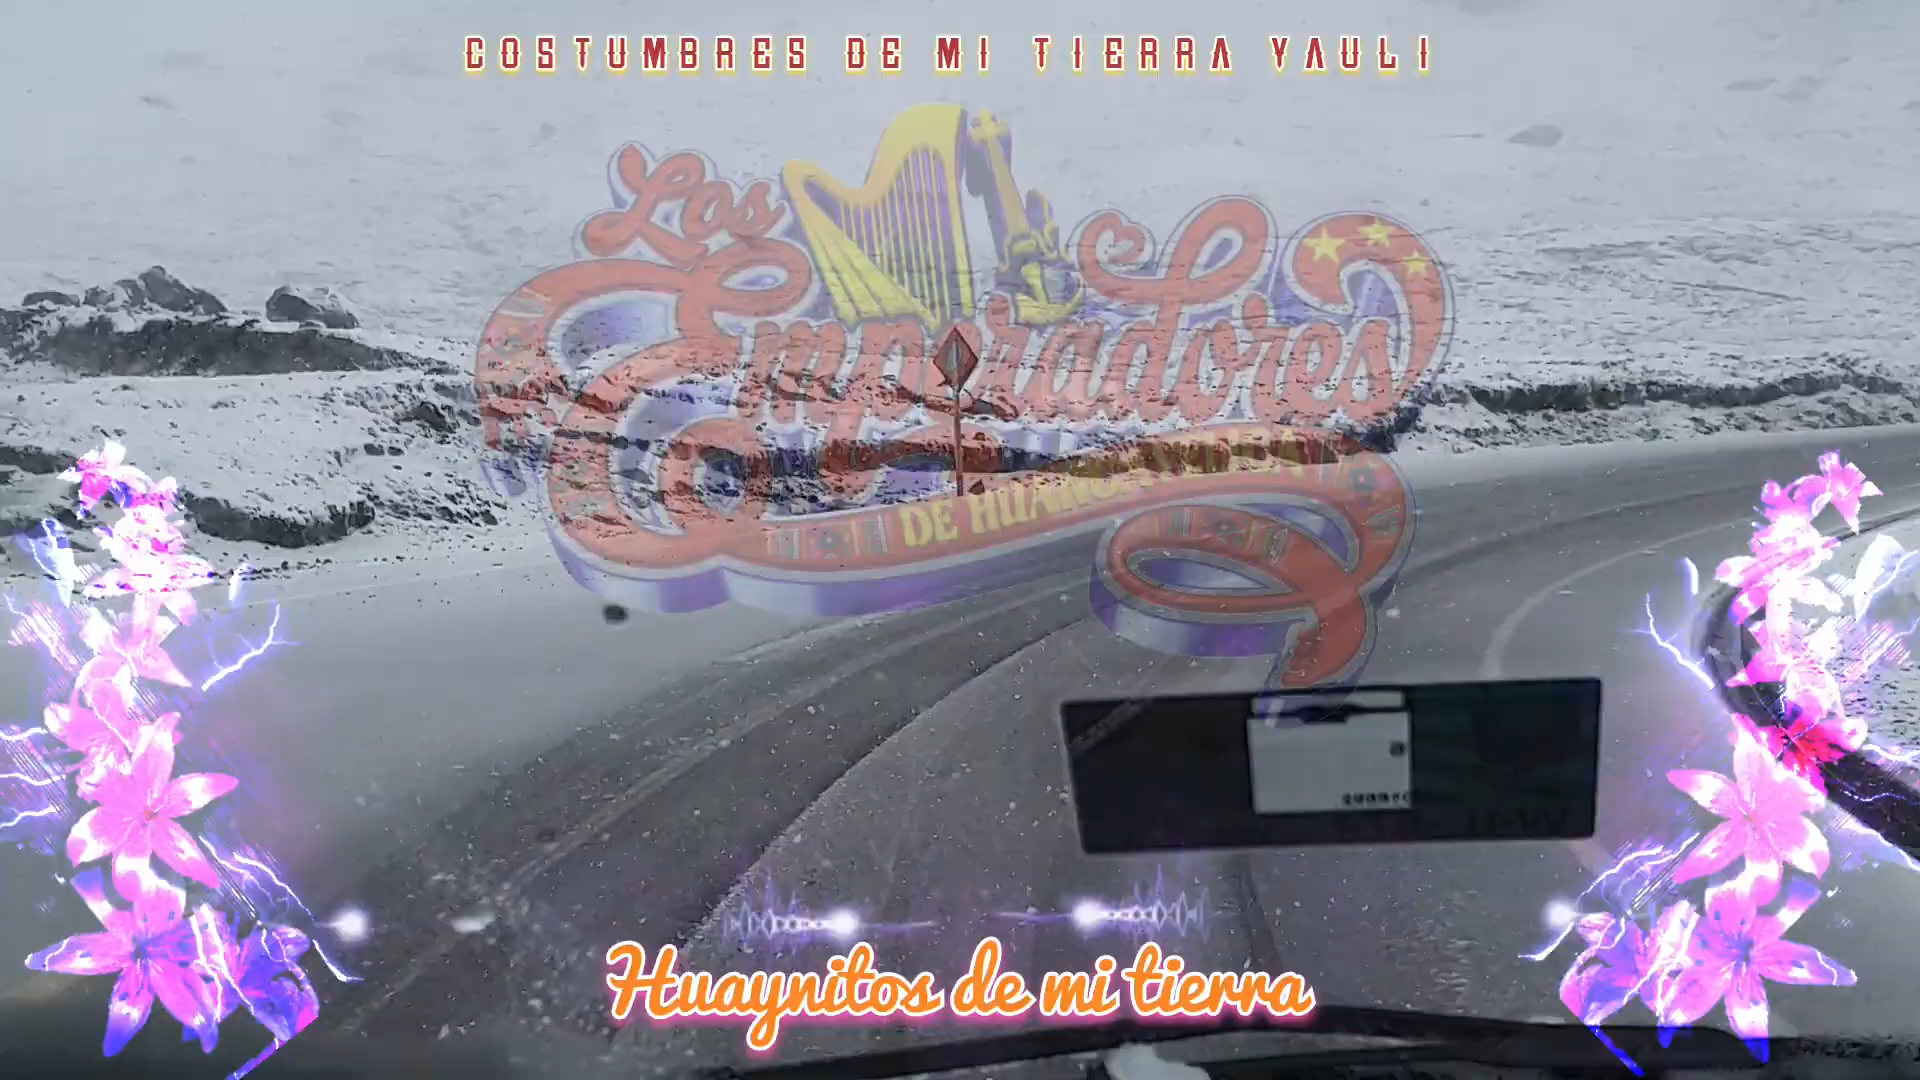 COSTUMBRES DE MI TIERRA YAULI
Los
Emperadores
DE HUANCAVELICA
Huaynitos de mi tierra